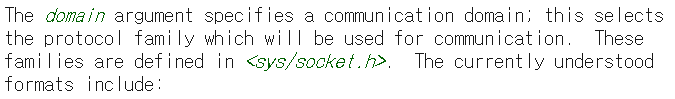 The domain argument specifies a communication domain; this selects
the protocol family which will be used for communication.  These
families are defined in <sys/socket.h>.  The currently understood
formats include: